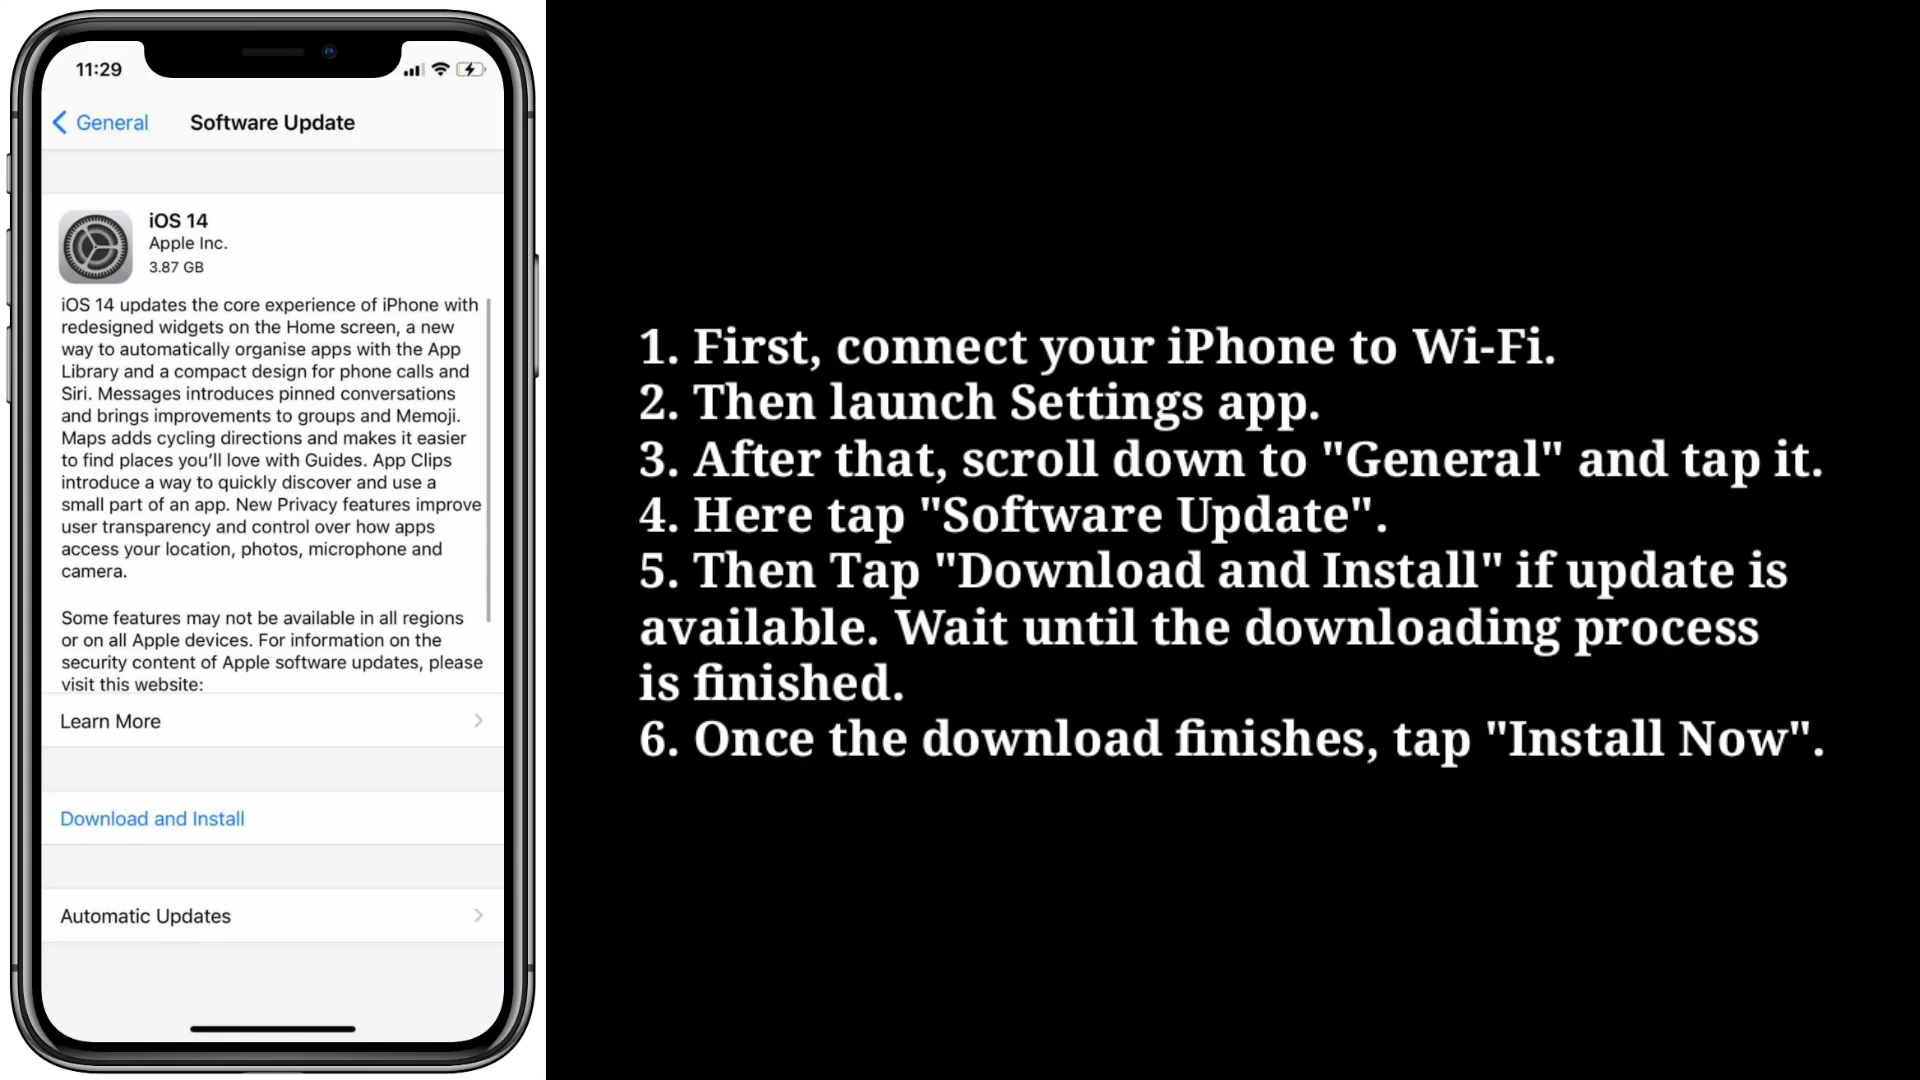 11:29
General
Software Update
iOS 14
Apple Inc.
3.87 GB
iOS 14 updates the core experience of iPhone with
redesigned widgets on the Home screen, a new
way to automatically organise apps with the App
Library and a compact design for phone calls and
Siri. Messages introduces pinned conversations
and brings improvements to groups and Memoji.
Maps adds cycling directions and makes it easier
to find places you’ll love with Guides. App Clips
introduce a way to quickly discover and use a
small part of an app. New Privacy features improve
user transparency and control over how apps
access your location, photos, microphone and
camera.
Some features may not be available in all regions
or on all Apple devices. For information on the
security content of Apple software updates, please
visit this website:
Learn More
Download and Install
Automatic Updates
1. First, connect your iPhone to Wi-Fi.
2. Then launch Settings app.
3. After that, scroll down to "General" and tap it.
4. Here tap "Software Update".
5. Then Tap "Download and Install" if update is
available. Wait until the downloading process
is finished.
6. Once the download finishes, tap "Install Now".